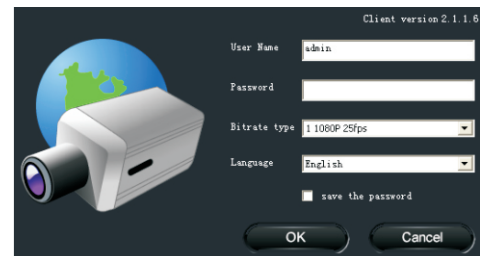 Client version 2.1.1.6
User Name admin
Password
Bitrate type 1 1080P 25fps
Language English
save the password
OK Cancel